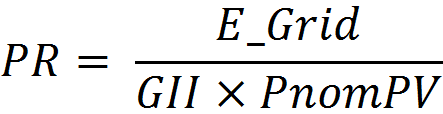 PR = E_Grid / GII × PnomPV